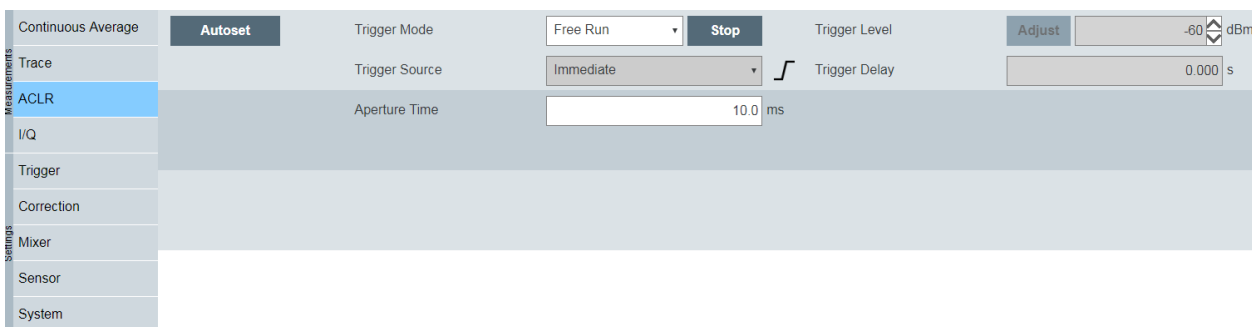 Measurements
Continuous Average
Trace
ACLR
I/Q
Settings
Trigger
Correction
Mixer
Sensor
System
Autoset
Trigger Mode Free Run Stop Trigger Level Adjust -60 dBm
Trigger Source Immediate Trigger Delay 0.000 s
Aperture Time 10.0 ms